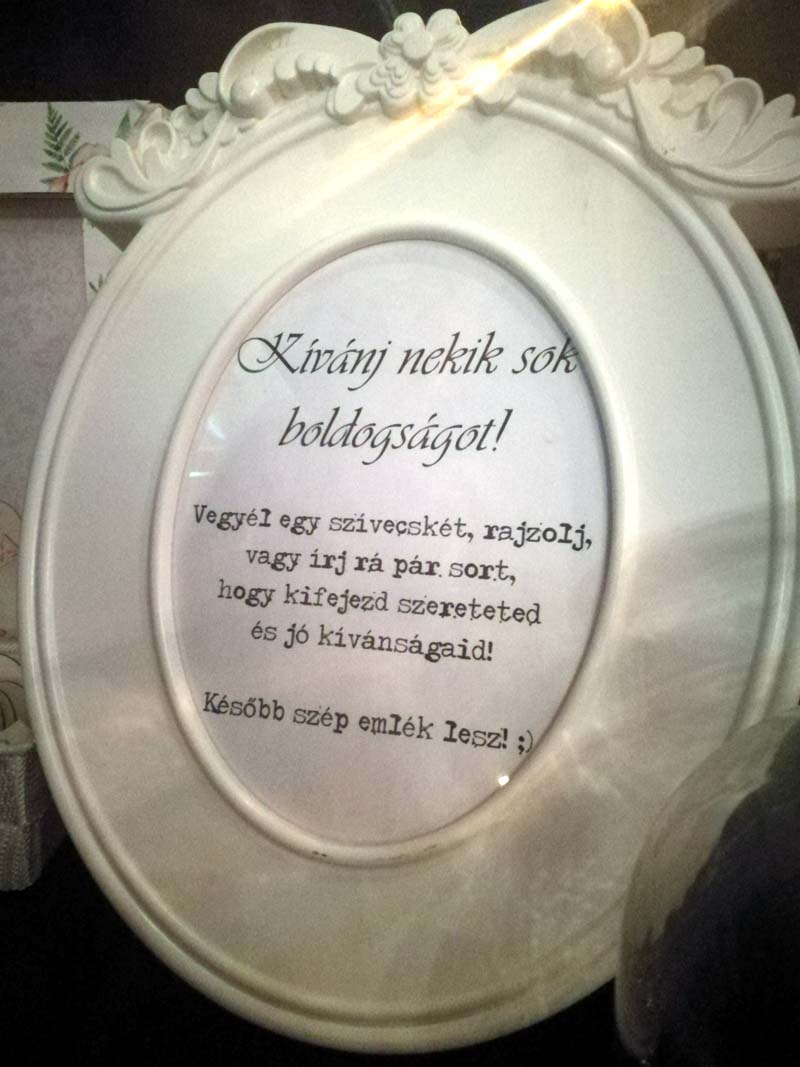 Kívánj nekik sok
boldogságot!
Vegyél egy szívecskét, rajzolj,
vagy írj rá pár sort,
hogy kifejezd szereteted
és jó kívánságaid!
Később szép emlék lesz! ;)